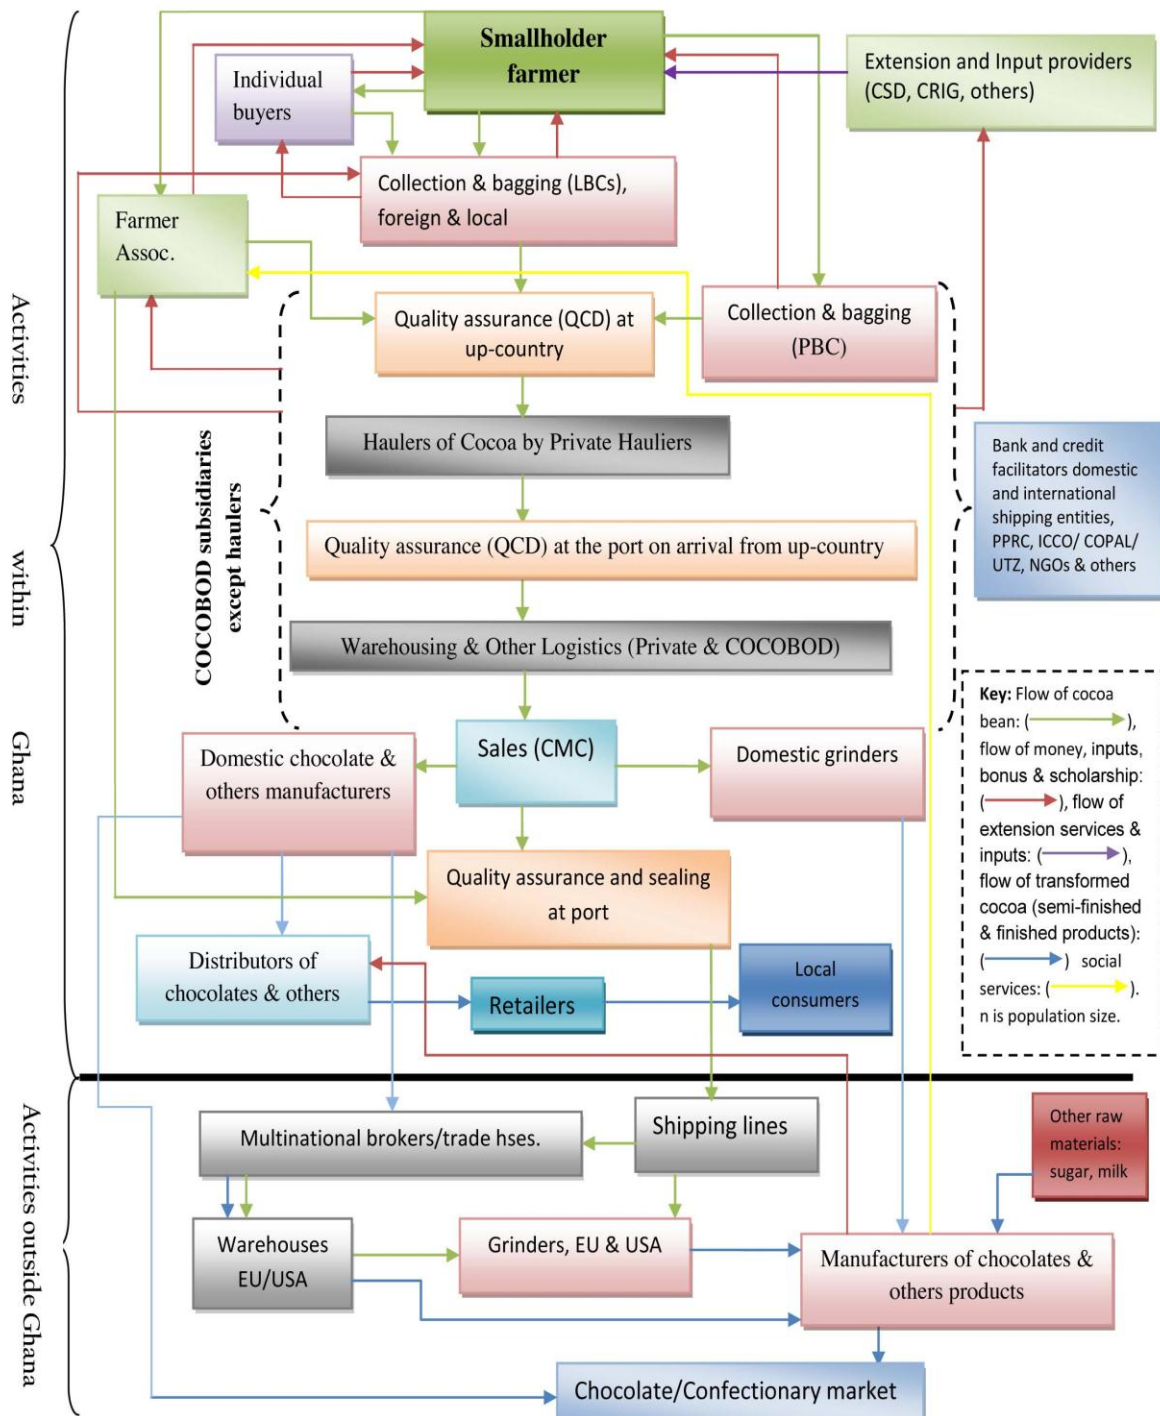 Smallholder
farmer
Individual
buyers
Extension and Input providers
(CSD, CRIG, others)
Collection & bagging (LBCs),
foreign & local
Farmer
Assoc.
Quality assurance (QCD) at
up-country
Collection & bagging
(PBC)
Haulers of Cocoa by Private Hauliers
Bank and credit
facilitators domestic
and international
shipping entities,
PPRC, ICCO/ COPAL/
UTZ, NGOs & others
Quality assurance (QCD) at the port on arrival from up-country
Warehousing & Other Logistics (Private & COCOBOD)
COCOBOD subsidiaries
except haulers
Activities
within
Ghana
Sales (CMC)
Domestic chocolate &
others manufacturers
Domestic grinders
Key: Flow of cocoa
bean: ( ),
flow of money, inputs,
bonus & scholarship:
( ), flow of
extension services &
inputs: ( ),
flow of transformed
cocoa (semi-finished
& finished products):
( ) social
services: ( ).
n is population size.
Quality assurance and sealing
at port
Distributors of
chocolates & others
Retailers
Local
consumers
Activities outside Ghana
Multinational brokers/trade hses.
Shipping lines
Other raw
materials:
sugar, milk
Warehouses
EU/USA
Grinders, EU & USA
Manufacturers of chocolates &
others products
Chocolate/Confectionary market